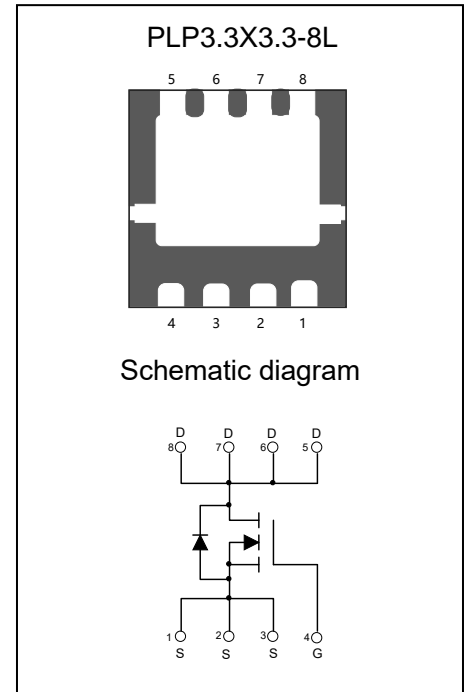 PLP3.3X3.3-8L
5 6 7 8
4 3 2 1
Schematic diagram
D D D D
8 7 6 5
1 2 3 4
S S S G